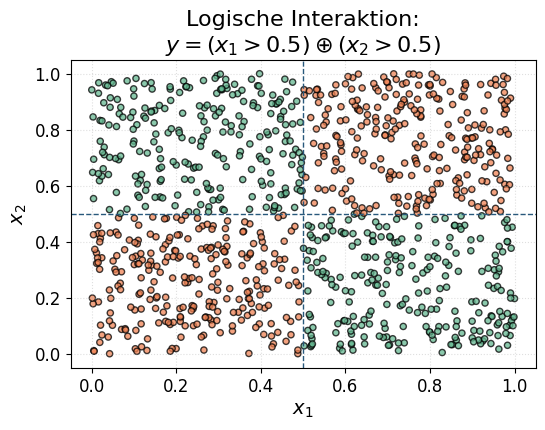 Logische Interaktion:
y = (x₁ > 0.5) ⊕ (x₂ > 0.5)
1.0
0.8
0.6
x₂
0.4
0.2
0.0
0.0 0.2 0.4 0.6 0.8 1.0
x₁